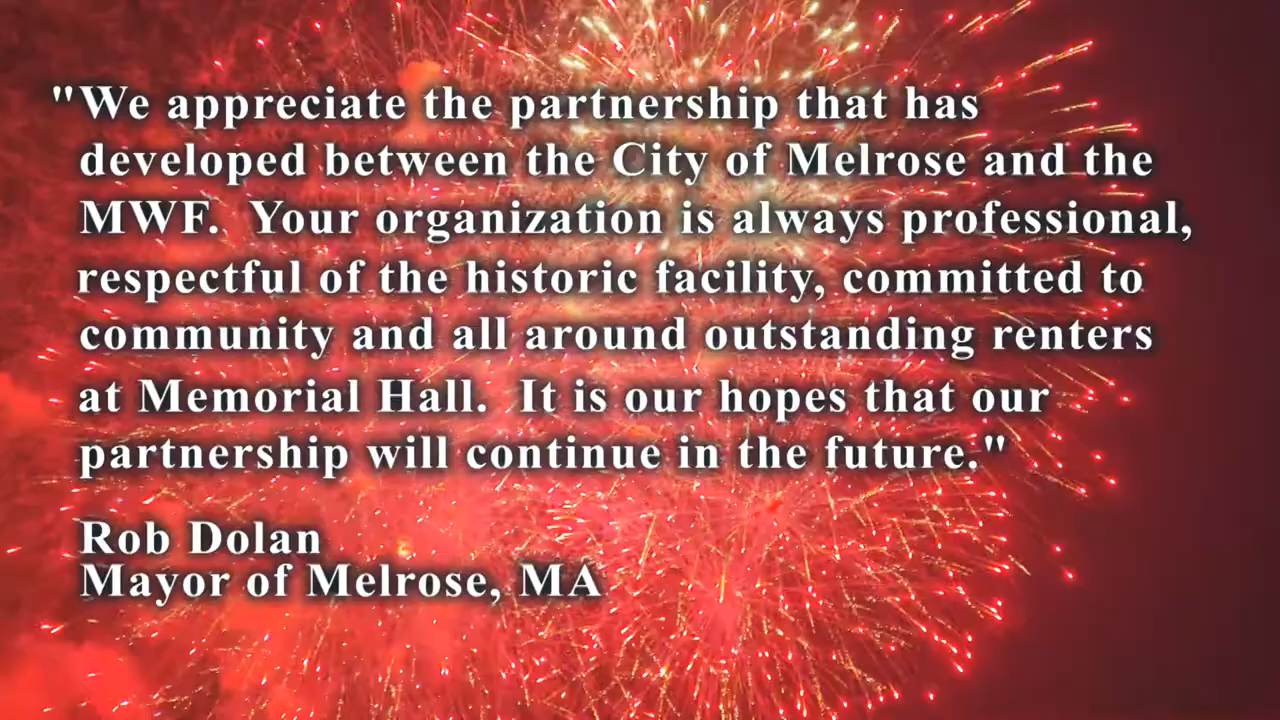 "We appreciate the partnership that has
developed between the City of Melrose and the
MWF.  Your organization is always professional,
respectful of the historic facility, committed to
community and all around outstanding renters
at Memorial Hall.  It is our hopes that our
partnership will continue in the future."
Rob Dolan
Mayor of Melrose, MA